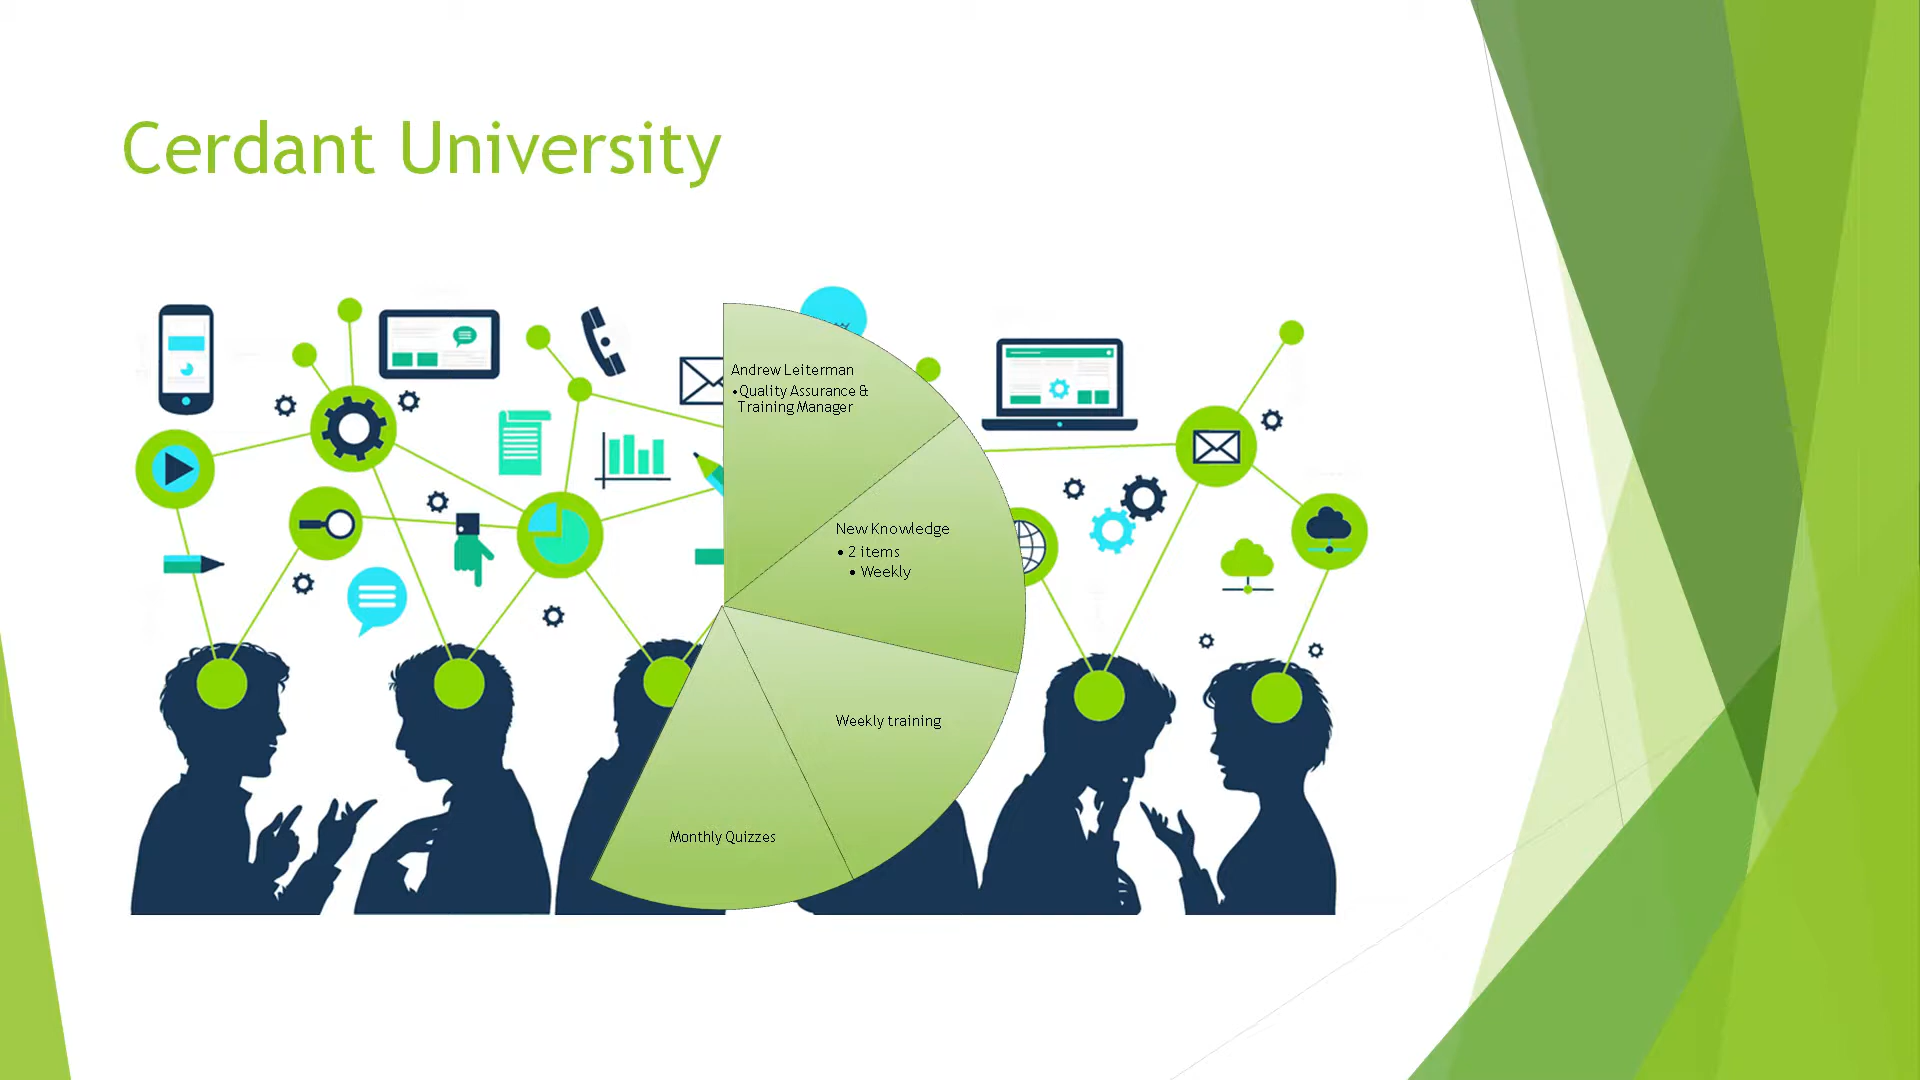 Cerdant University
Andrew Leiterman
•Quality Assurance &
Training Manager
New Knowledge
• 2 items
• Weekly
Weekly training
Monthly Quizzes